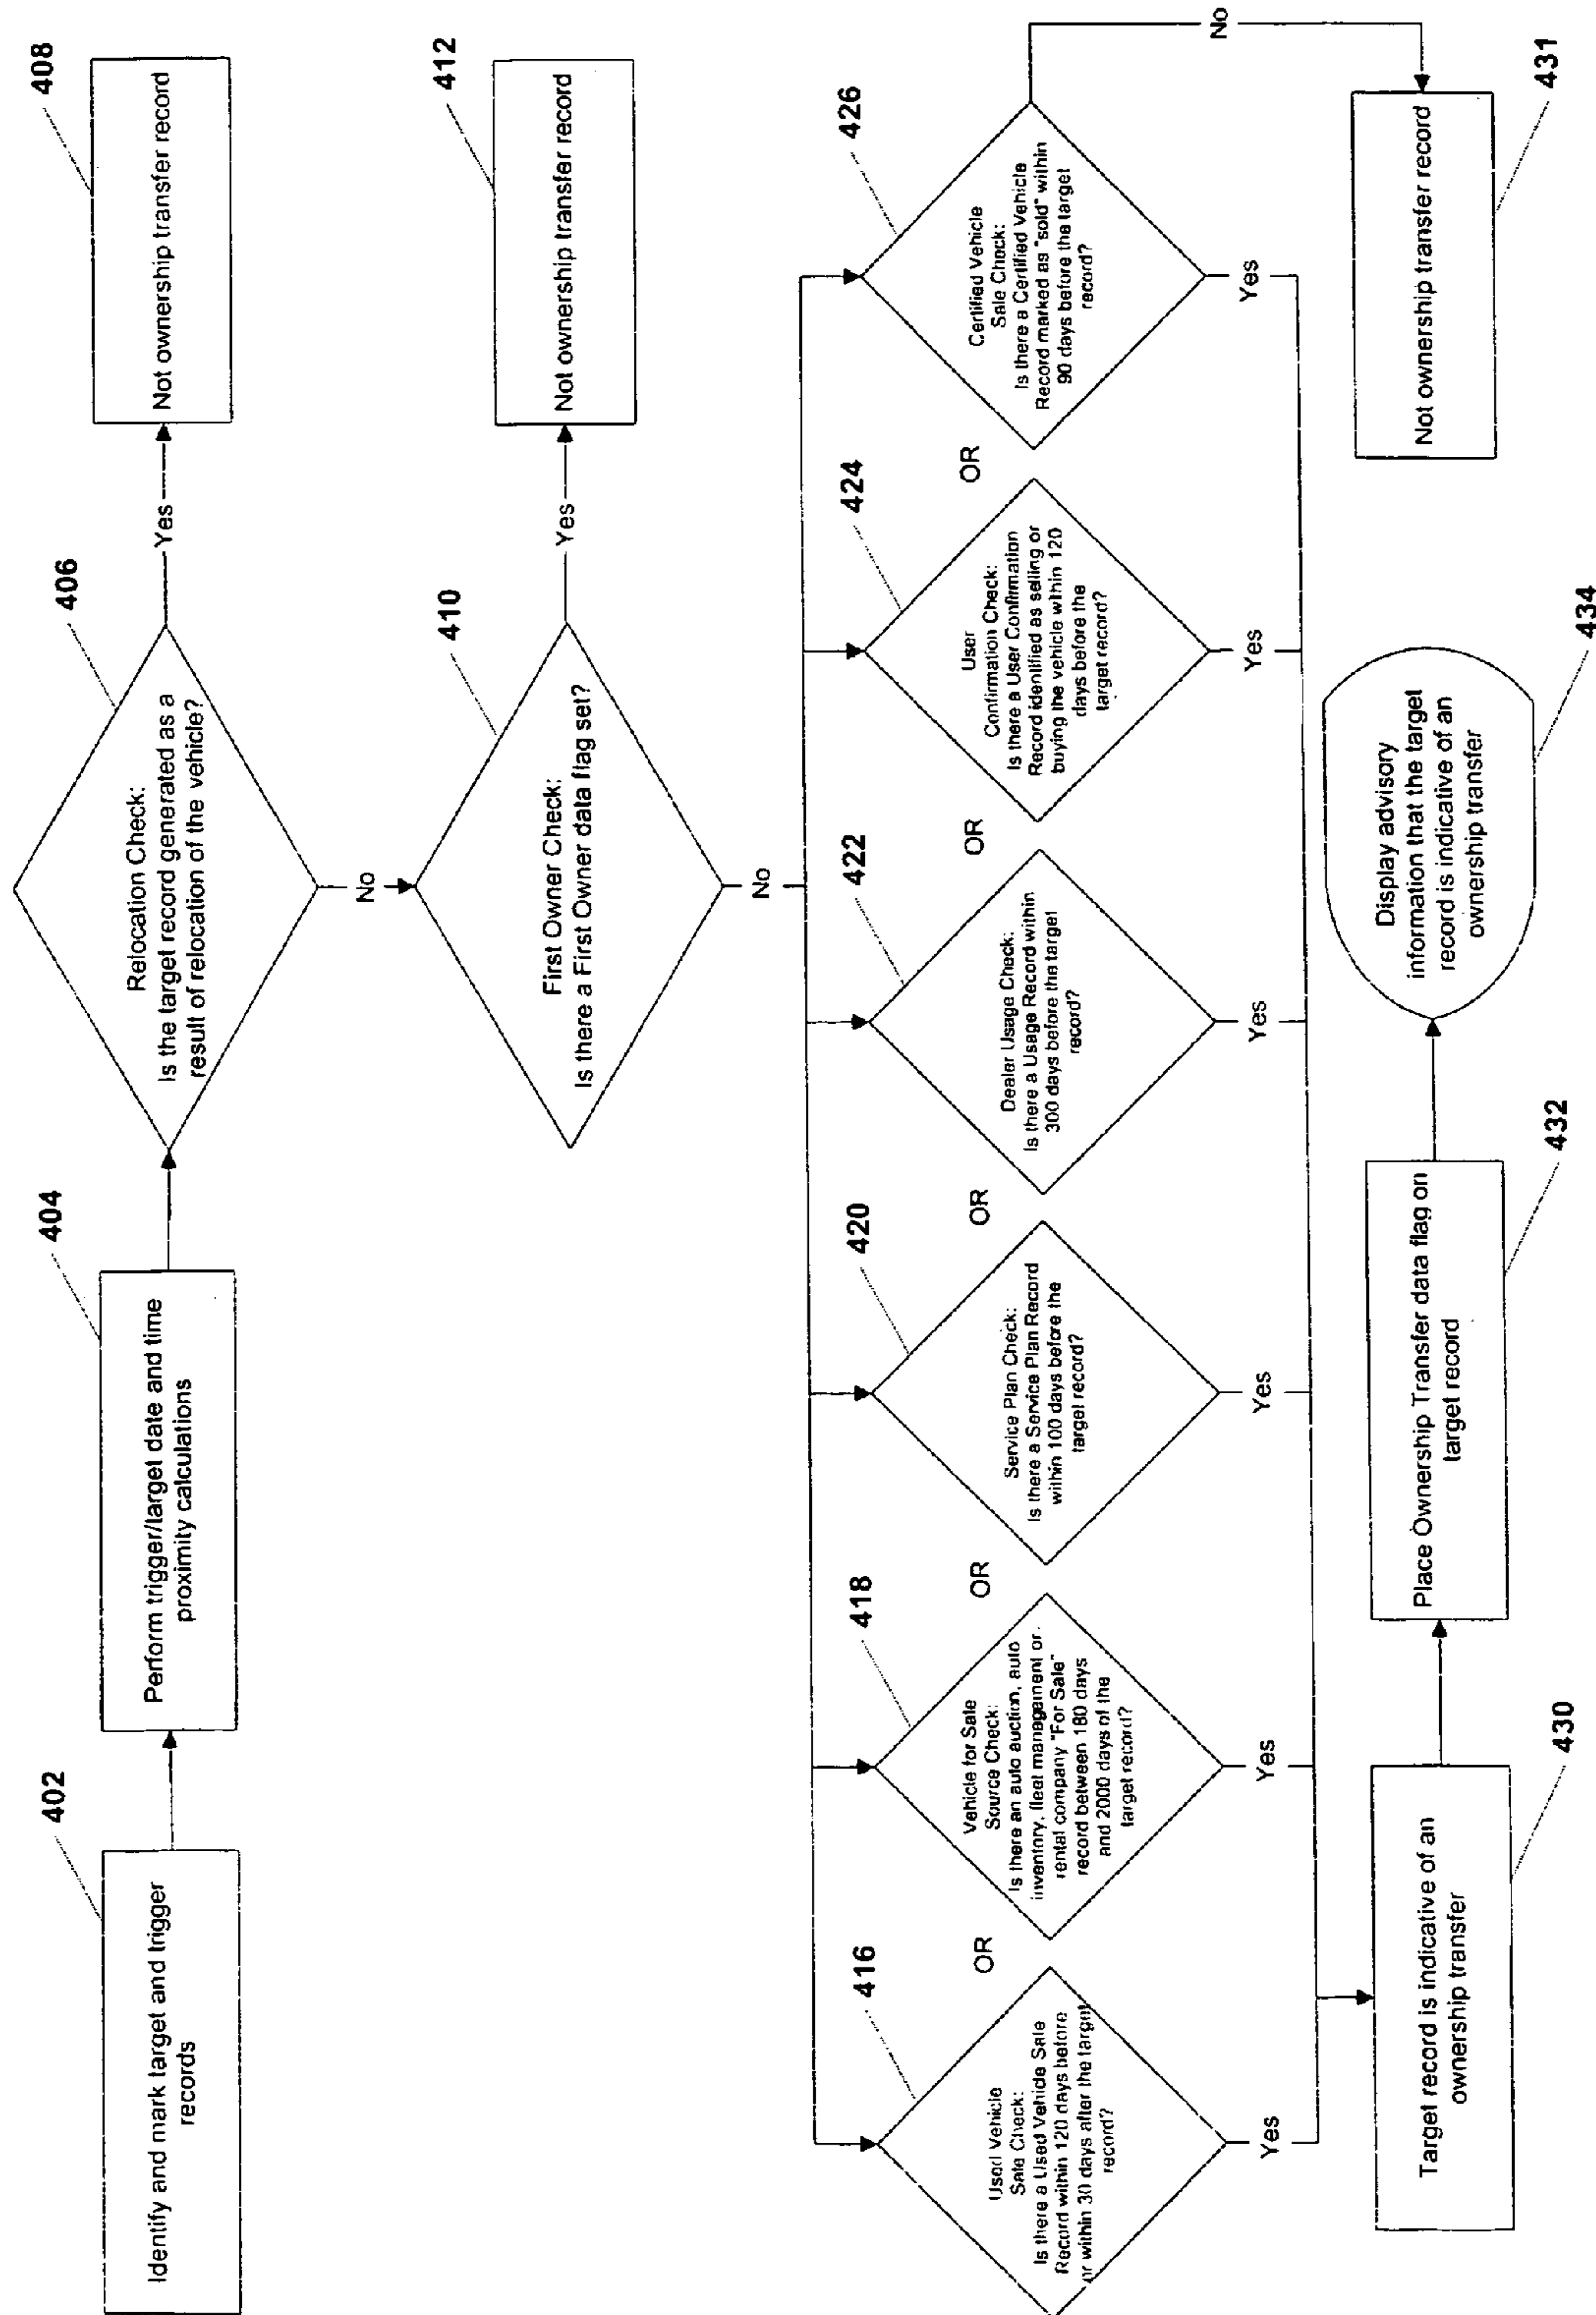 402
Identify and mark target and trigger
records
404
Perform trigger/target date and time
proximity calculations
406
Relocation Check:
Is the target record generated as a
result of relocation of the vehicle?
Yes
408
Not ownership transfer record
No
410
First Owner Check:
Is there a First Owner data flag set?
Yes
412
Not ownership transfer record
No
416
Used Vehicle
Sale Check:
Is there a Used Vehicle Sale
Record within 120 days before
or within 30 days after the target
record?
OR
418
Vehicle for Sale
Source Check:
Is there an auto auction, auto
inventory, fleet management or
rental company "For Sale"
record between 180 days
and 2000 days of the
target record?
OR
420
Service Plan Check:
Is there a Service Plan Record
within 100 days before the
target record?
OR
422
Dealer Usage Check:
Is there a Usage Record within
300 days before the target
record?
OR
424
User
Confirmation Check:
Is there a User Confirmation
Record identified as selling or
buying the vehicle within 120
days before the
target record?
OR
426
Certified Vehicle
Sale Check:
Is there a Certified Vehicle
Record marked as "sold" within
90 days before the target
record?
No
Yes
Yes
Yes
Yes
Yes
Yes
Target record is indicative of an
ownership transfer
430
Place Ownership Transfer data flag on
target record
432
Display advisory
information that the target
record is indicative of an
ownership transfer
434
Not ownership transfer record
431